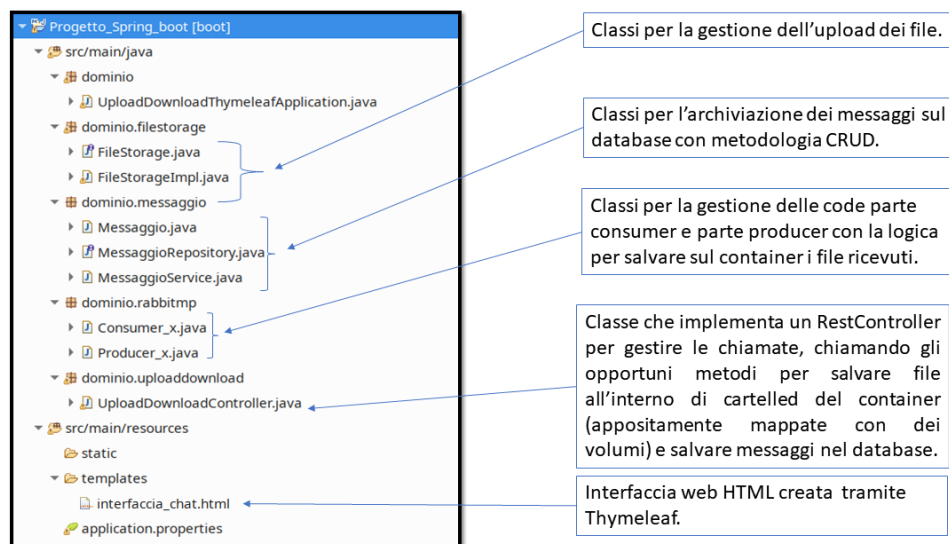 Progetto_Spring_boot [boot]
src/main/java
dominio
UploadDownloadThymeleafApplication.java
dominio.filestorage
FileStorage.java
FileStorageImpl.java
dominio.messaggio
Messaggio.java
MessaggioRepository.java
MessaggioService.java
dominio.rabbitmp
Consumer_x.java
Producer_x.java
dominio.uploaddownload
UploadDownloadController.java
src/main/resources
static
templates
interfaccia_chat.html
application.properties
Classi per la gestione dell’upload dei file.
Classi per l’archiviazione dei messaggi sul
database con metodologia CRUD.
Classi per la gestione delle code parte
consumer e parte producer con la logica
per salvare sul container i file ricevuti.
Classe che implementa un RestController
per gestire le chiamate, chiamando gli
opportuni metodi per salvare file
all’interno di cartelled del container
(appositamente mappate con dei
volumi) e salvare messaggi nel database.
Interfaccia web HTML creata tramite
Thymeleaf.